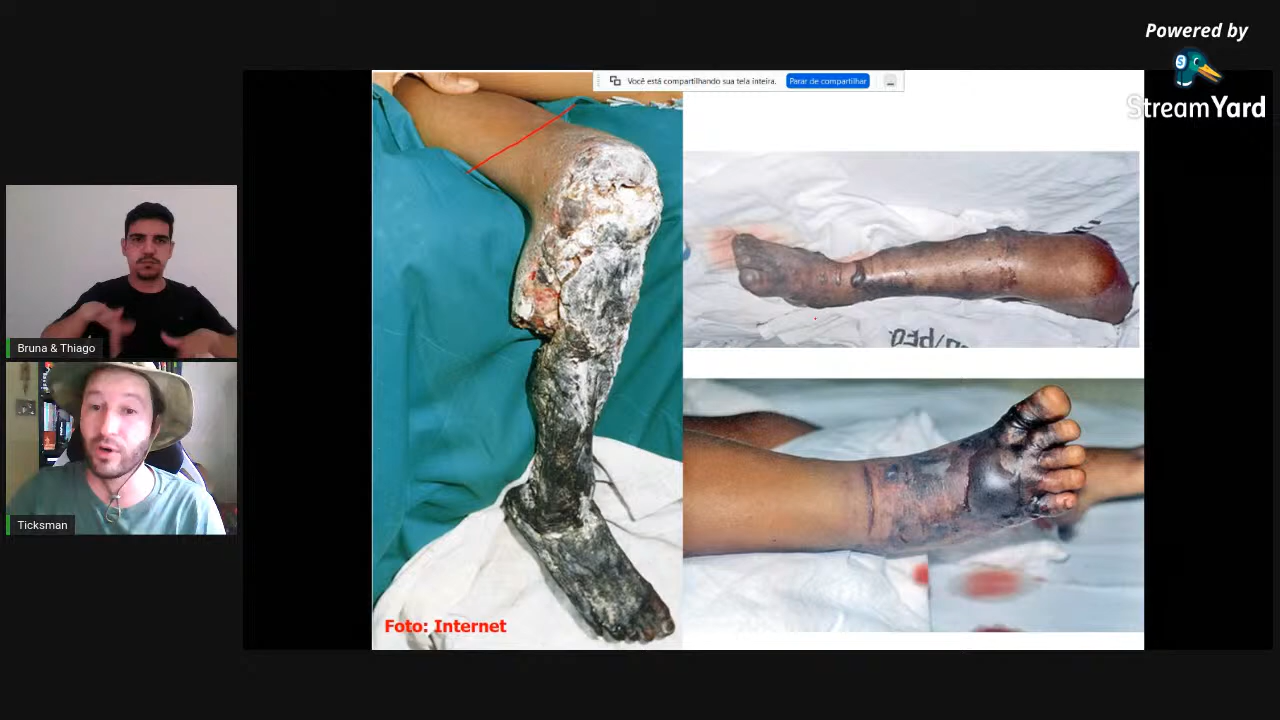 Powered by
StreamYard
Você está compartilhando sua tela inteira.
Parar de compartilhar
Bruna & Thiago
Ticksman
Foto: Internet